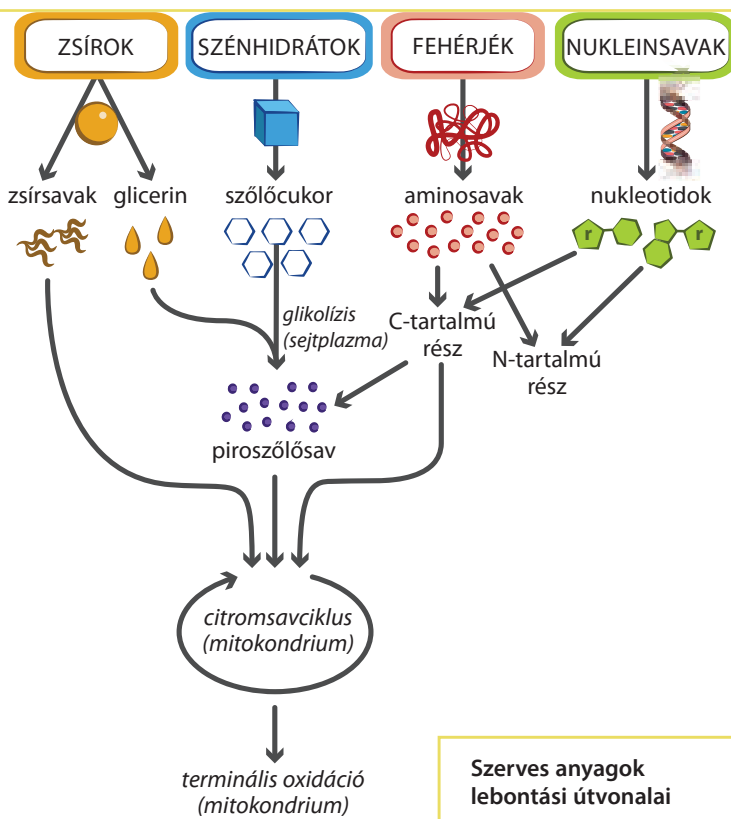 ZSÍROK
SZÉNHIDRÁTOK
FEHÉRJÉK
NUKLEINSAVAK
zsírsavak
glicerin
szőlőcukor
aminosavak
nukleotidok
r
r
glikolízis
(sejtplazma)
C-tartalmú
rész
N-tartalmú
rész
piroszőlősav
citromsavciklus
(mitokondrium)
terminális oxidáció
(mitokondrium)
Szerves anyagok
lebontási útvonalai